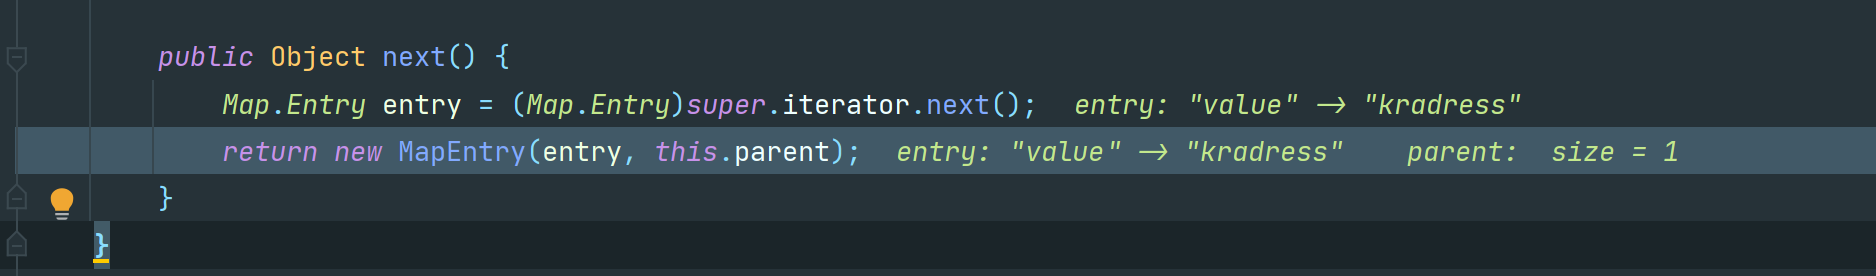 public Object next() {
Map.Entry entry = (Map.Entry)super.iterator.next(); entry: "value" -> "kradress"
return new MapEntry(entry, this.parent); entry: "value" -> "kradress" parent: size = 1
}
}